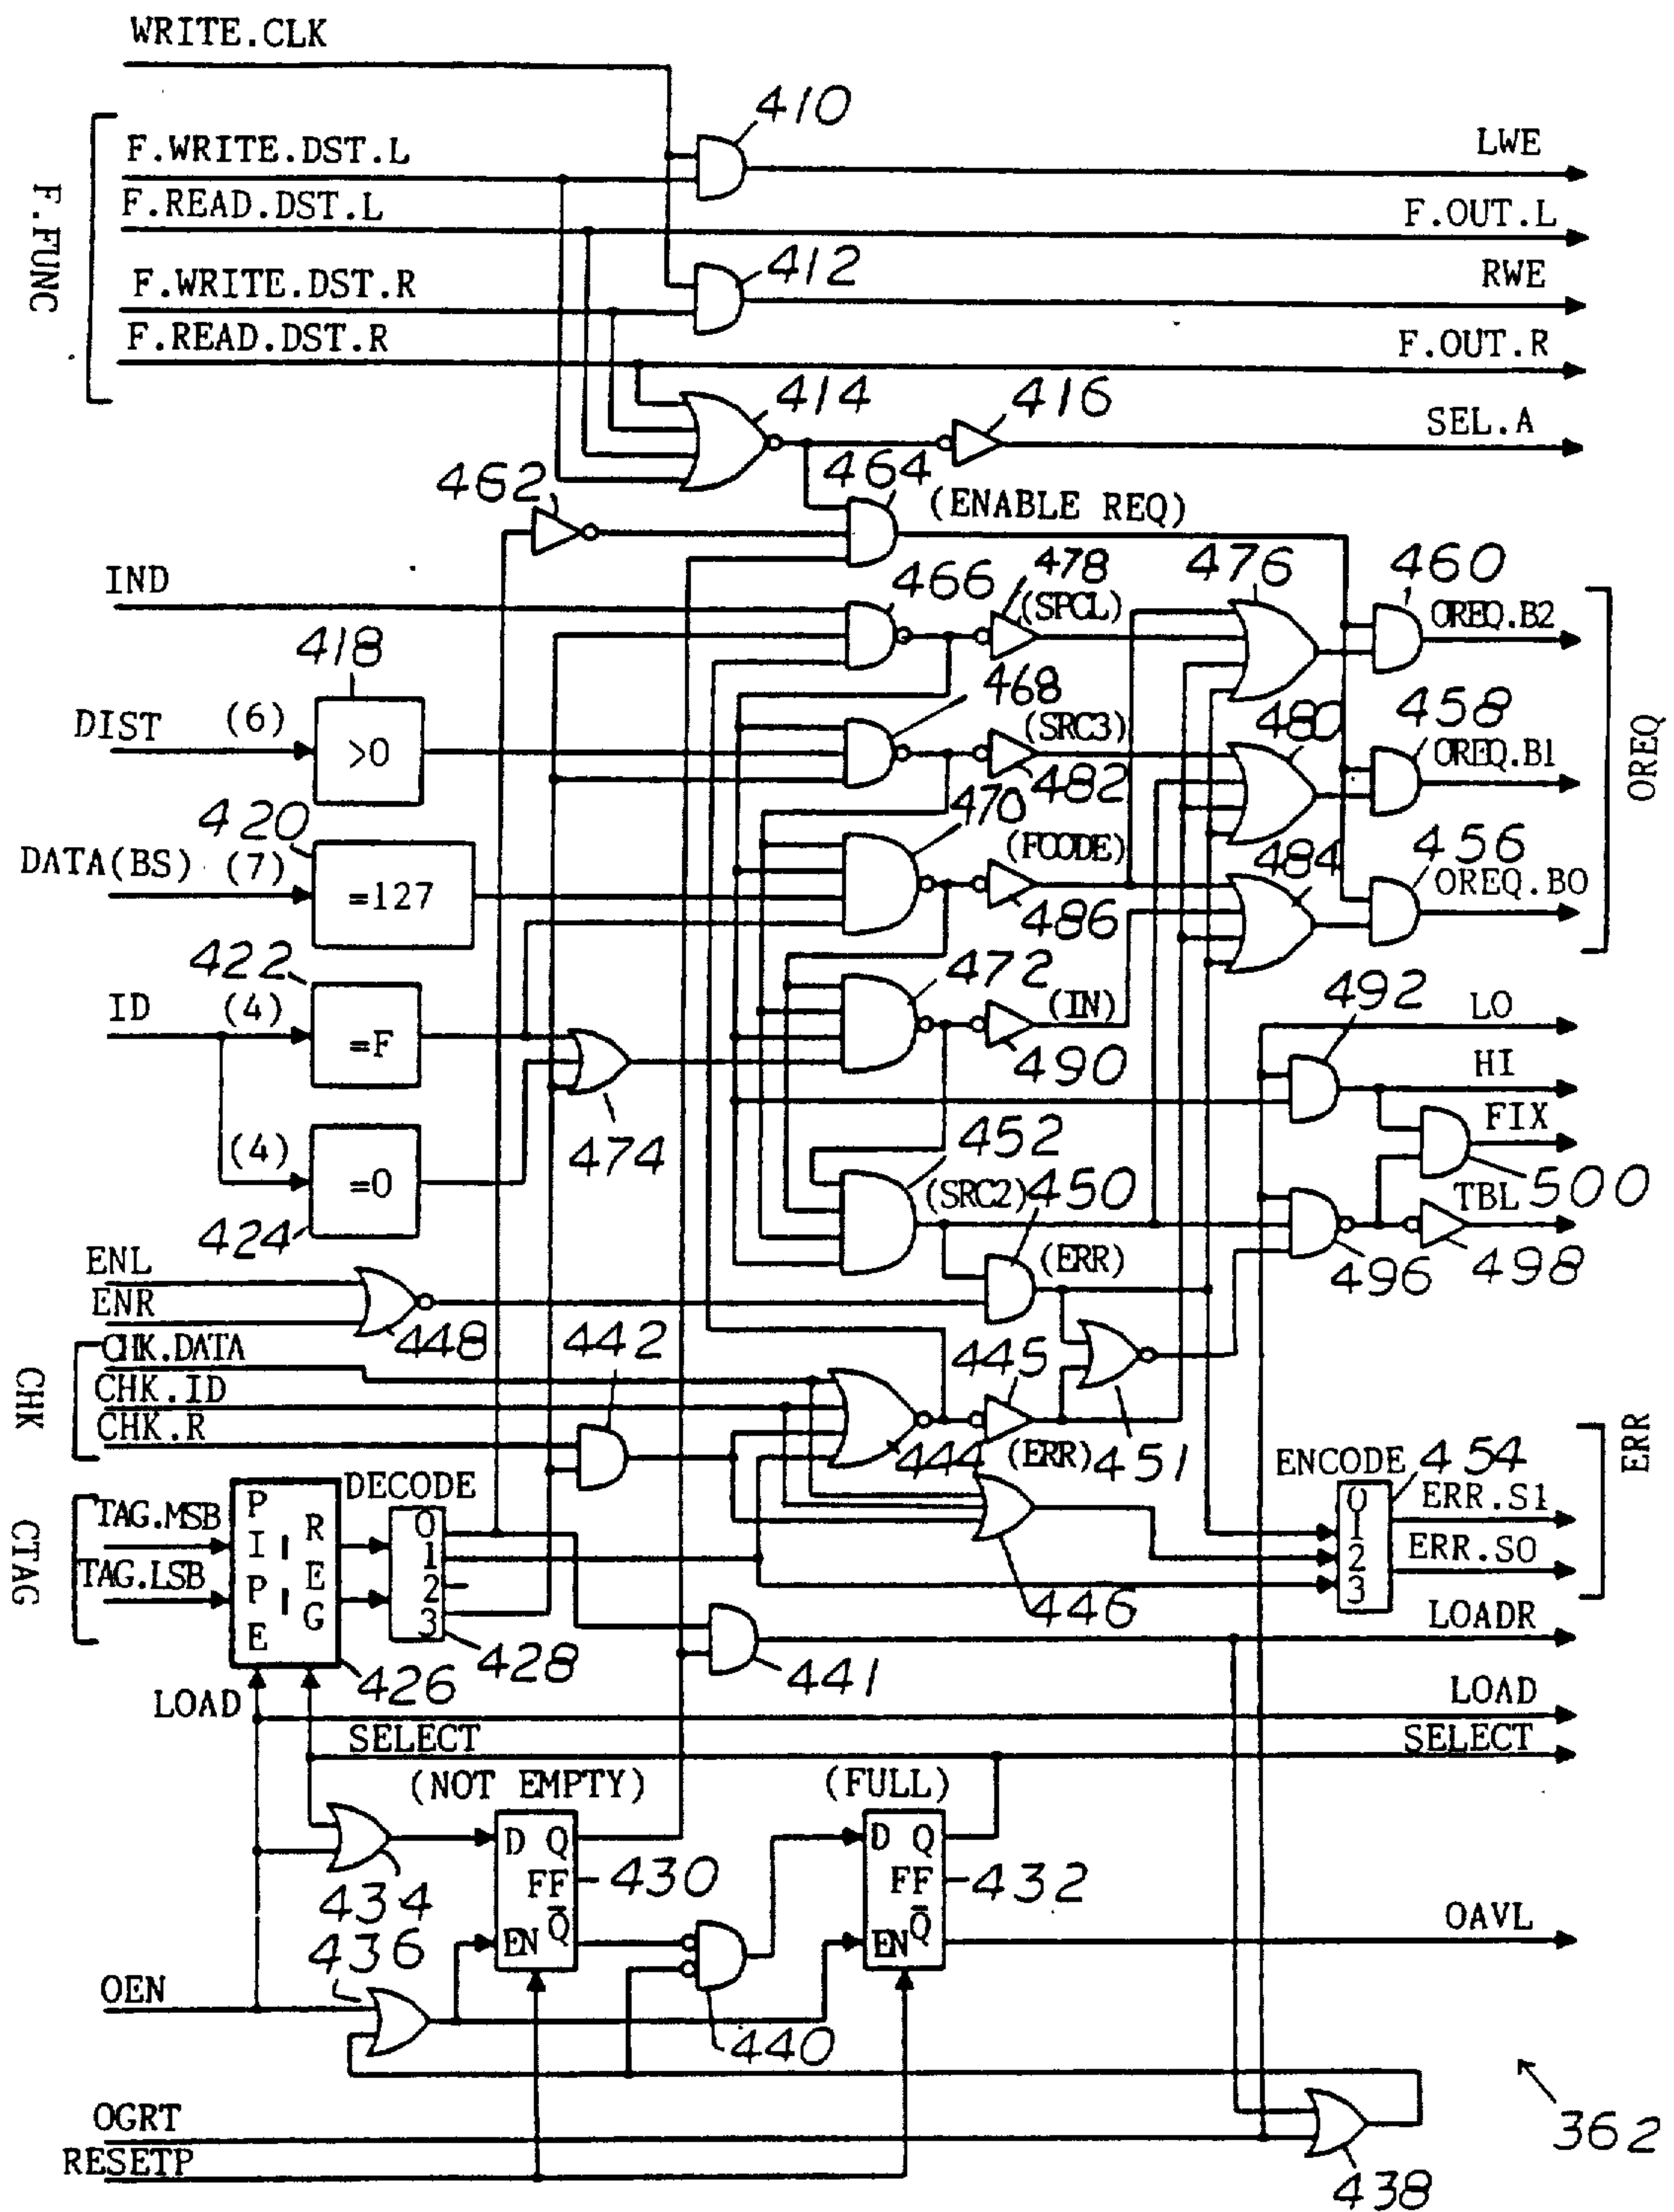 WRITE.CLK
410
F.WRITE.DST.L
LWE
F.READ.DST.L
F.OUT.L
F.FUNC
412
F.WRITE.DST.R
RWE
F.READ.DST.R
F.OUT.R
414
416
SEL.A
462
464
(ENABLE REQ)
IND
466
478
(SPCL)
476
460
OREQ.B2
418
468
DIST
(6)
>0
(SRC3)
480
458
OREQ.B1
OREQ
482
420
470
DATA(BS)
(7)
=127
(FCODE)
484
456
OREQ.B0
486
422
472
492
ID
(4)
=F
(IN)
LO
490
HI
FIX
(4)
=0
474
452
(SRC2)
450
TBL
500
424
(ERR)
496
498
ENL
ENR
448
442
CHK
CHK.DATA
CHK.ID
CHK.R
445
444
(ERR)
451
ERR
DECODE
ENCODE
454
CTAG
TAG.MSB
TAG.LSB
PIPE
REG
0
1
2
3
0
1
2
3
ERR.S1
ERR.S0
446
426
428
441
LOADR
LOAD
LOAD
SELECT
SELECT
(NOT EMPTY)
(FULL)
D Q
FF
Q̅
EN
430
D Q
FF
Q̅
EN
432
434
436
OAVL
OEN
440
OGRT
RESETP
438
362